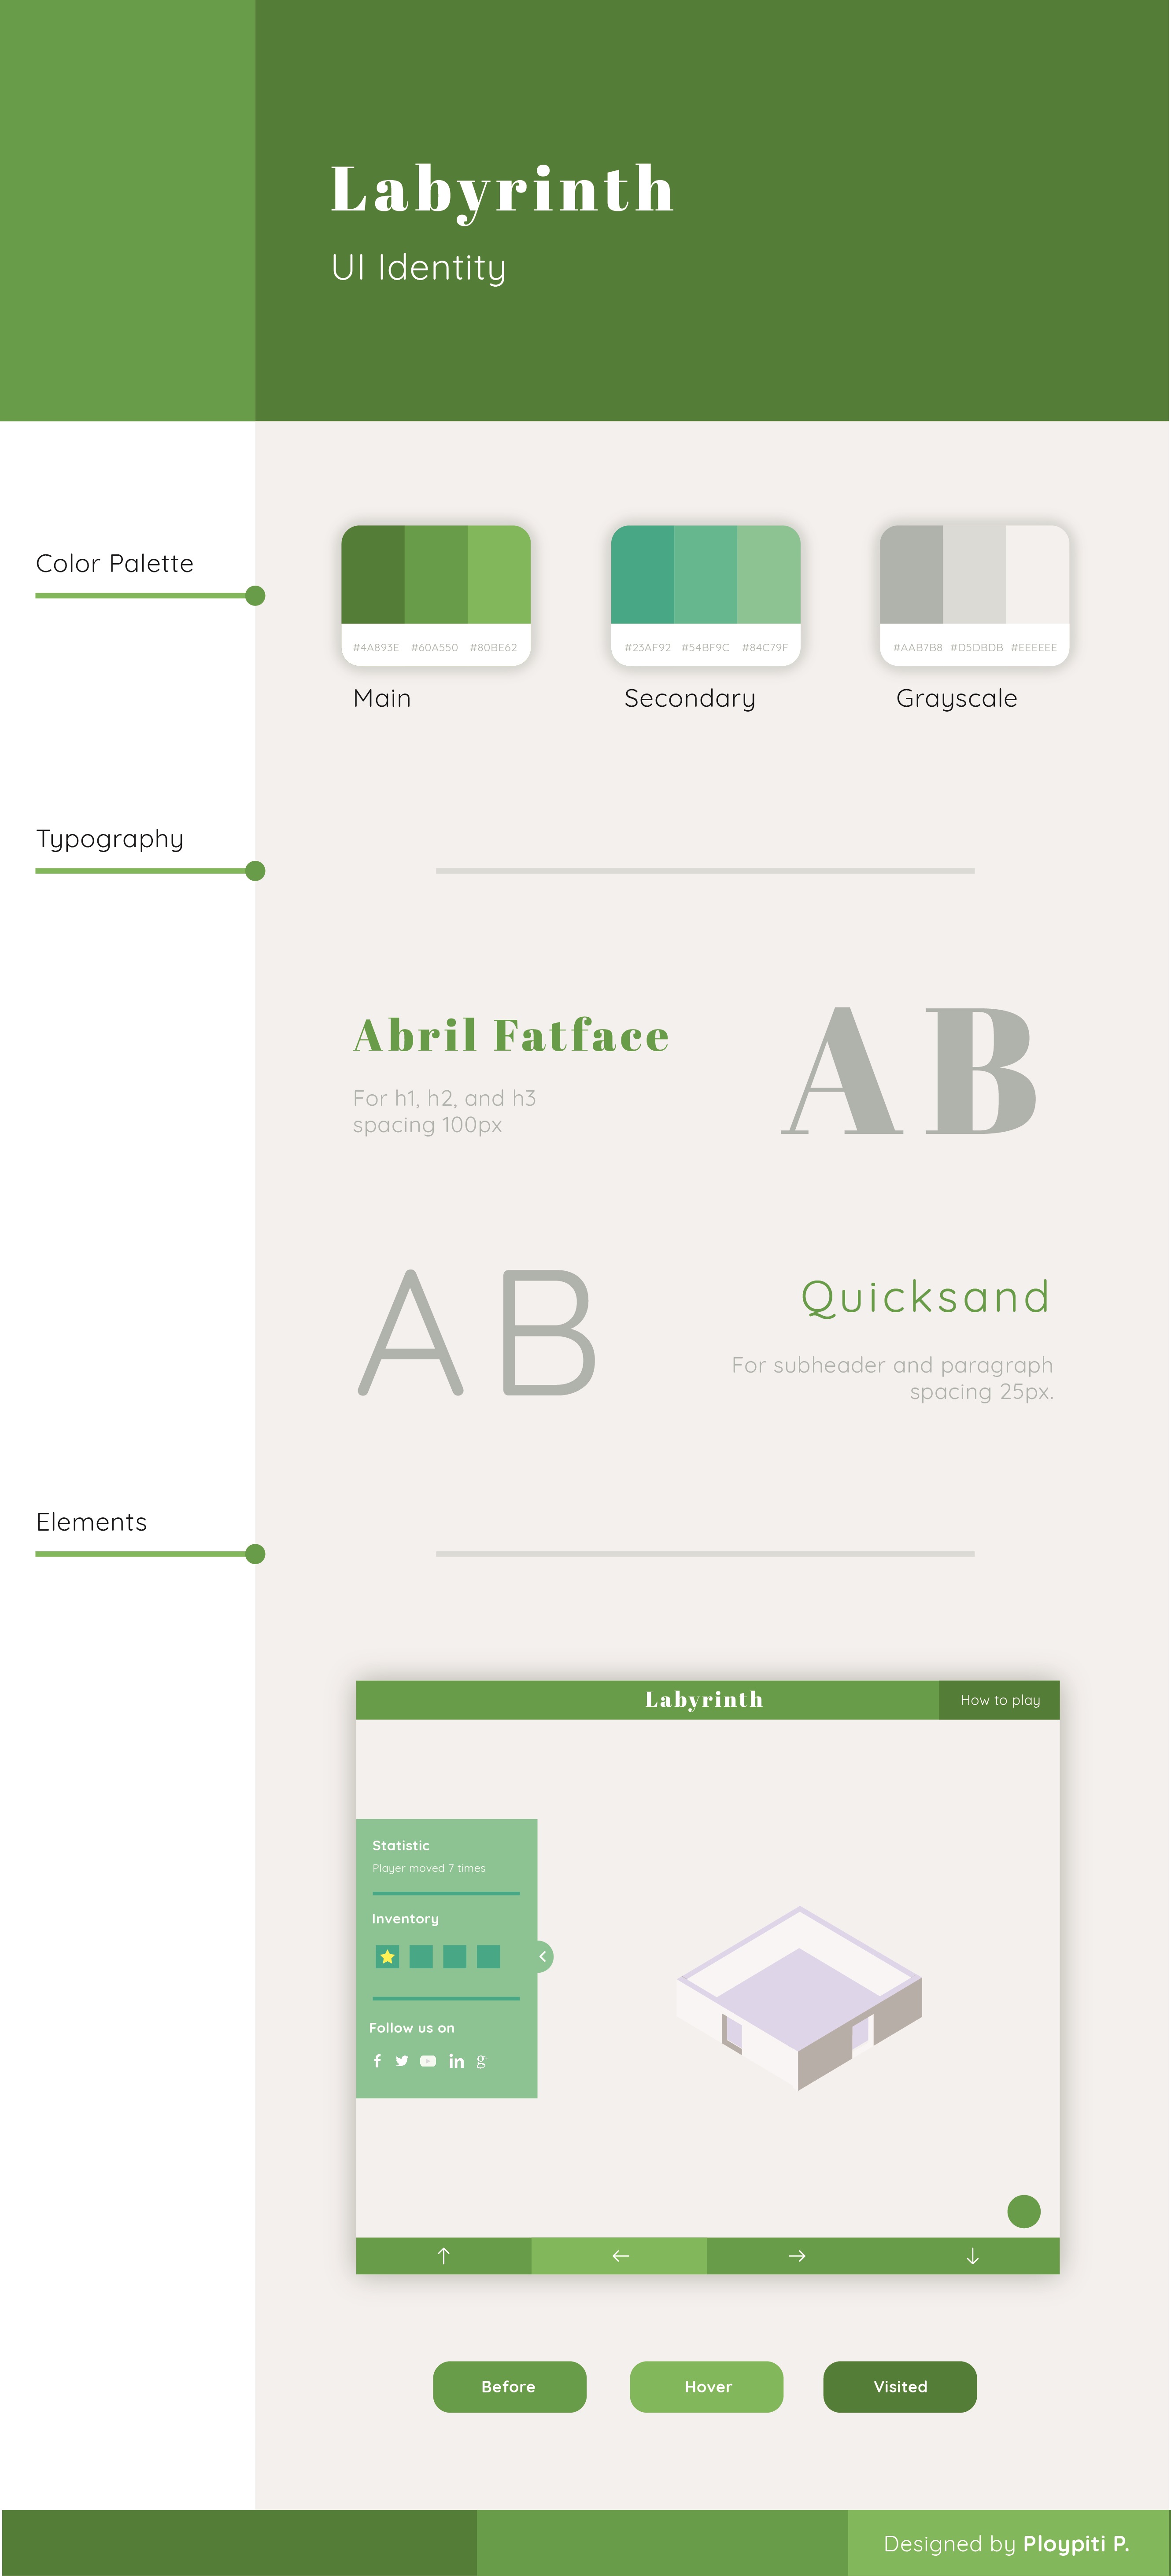 Labyrinth
UI Identity
Color Palette
#4A893E #60A550 #80BE62
Main
#23AF92 #54BF9C #84C79F
Secondary
#AAB7B8 #D5DBDB #EEEEEE
Grayscale
Typography
Abril Fatface
For h1, h2, and h3
spacing 100px
A B
A B
Quicksand
For subheader and paragraph
spacing 25px.
Elements
Labyrinth
How to play
Statistic
Player moved 7 times
Inventory
Follow us on
Before
Hover
Visited
Designed by Ploypiti P.